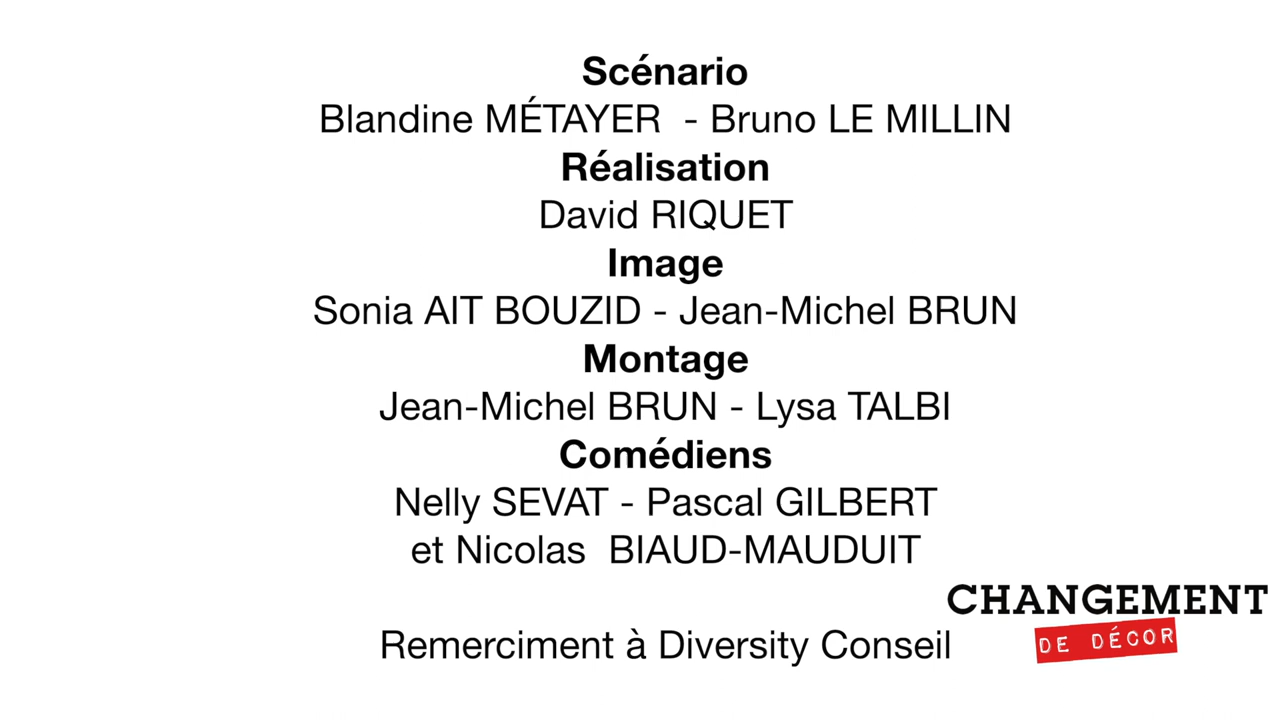 Scénario
Blandine MÉTAYER - Bruno LE MILLIN
Réalisation
David RIQUET
Image
Sonia AIT BOUZID - Jean-Michel BRUN
Montage
Jean-Michel BRUN - Lysa TALBI
Comédiens
Nelly SEVAT - Pascal GILBERT
et Nicolas BIAUD-MAUDUIT
Remerciment à Diversity Conseil
CHANGEMENT
DE DÉCOR